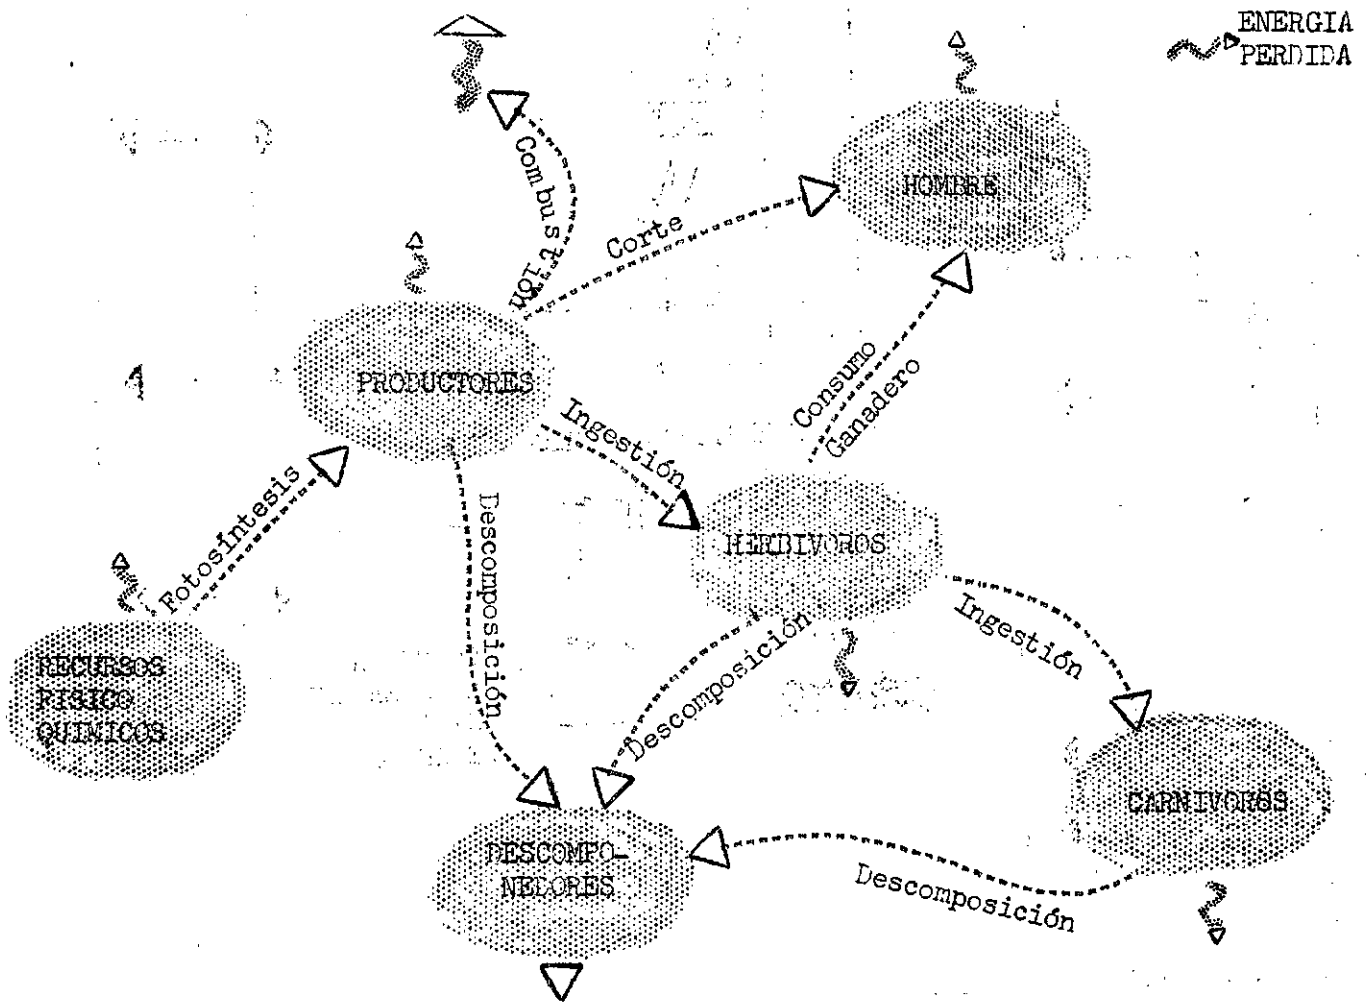 ENERGIA
PERDIDA
HOMBRE
Combustión
Corte
PRODUCTORES
Consumo
Ganadero
Ingestión
Fotosíntesis
Descomposición
HERBIVOROS
Descomposición
Ingestión
RECURSOS
FISICO
QUIMICOS
CARNIVOROS
DESCOMPO-
NEDORES
Descomposición